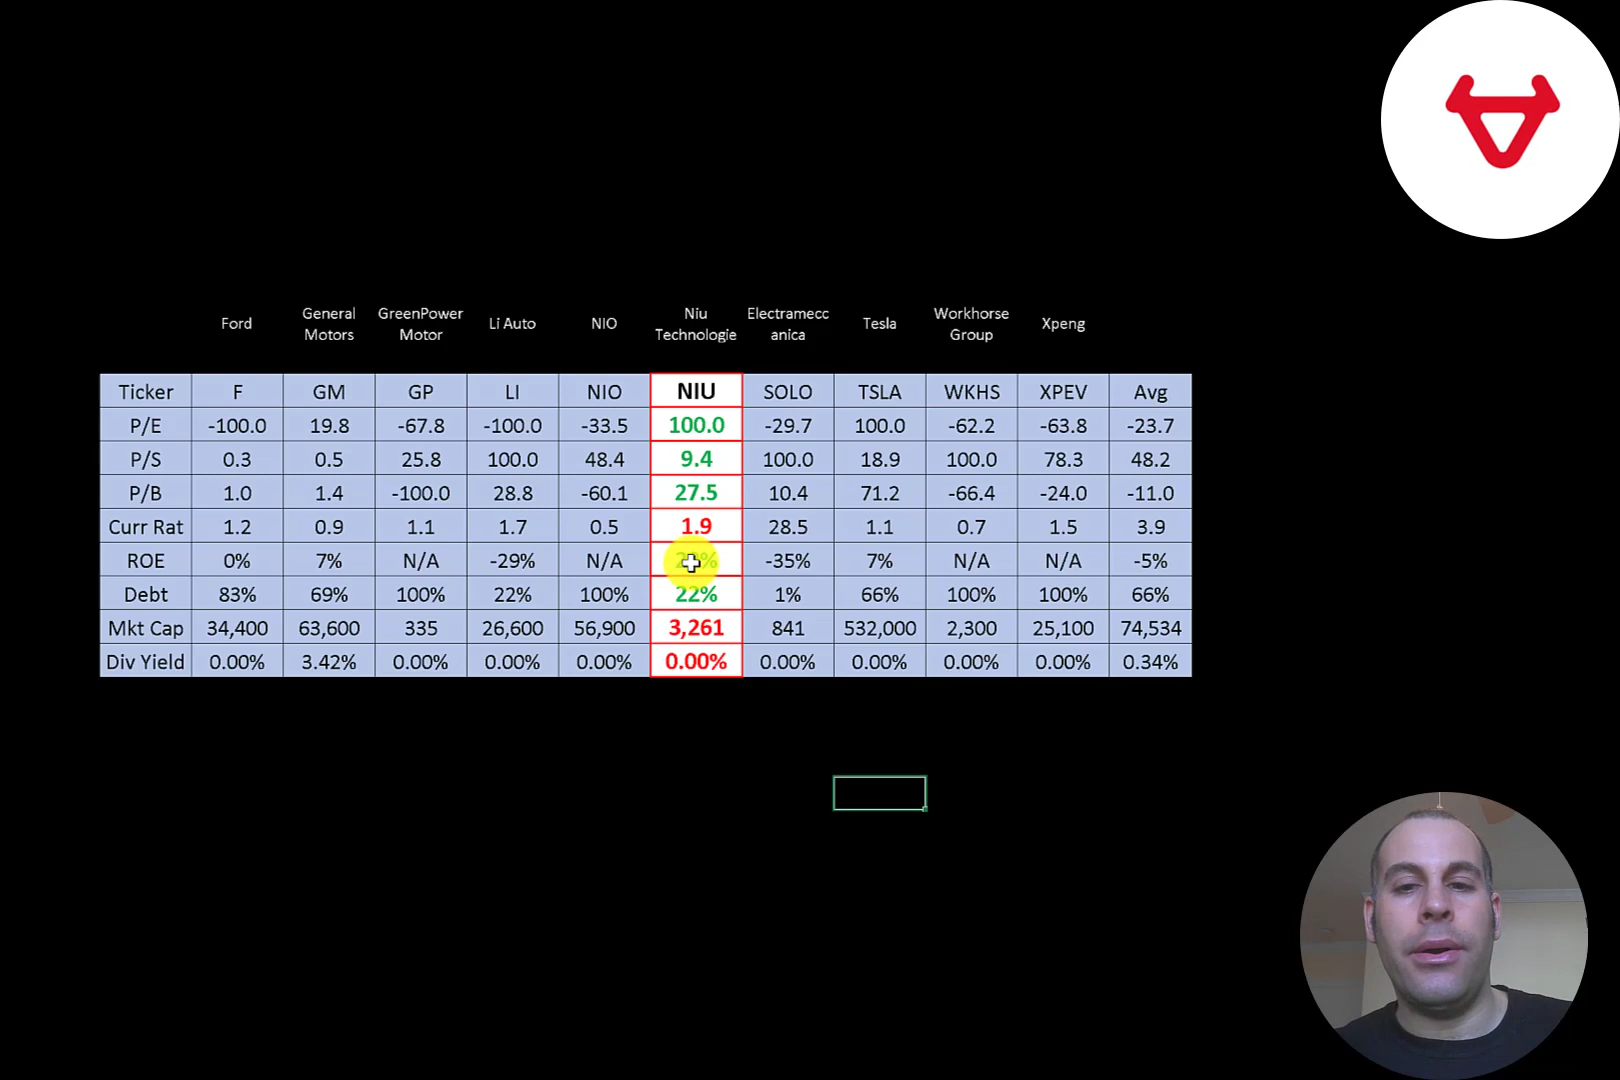 Ford General Motors GreenPower Motor Li Auto NIO Niu Technologie Electramecc anica Tesla Workhorse Group Xpeng
Ticker F GM GP LI NIO NIU SOLO TSLA WKHS XPEV Avg
P/E -100.0 19.8 -67.8 -100.0 -33.5 100.0 -29.7 100.0 -62.2 -63.8 -23.7
P/S 0.3 0.5 25.8 100.0 48.4 9.4 100.0 18.9 100.0 78.3 48.2
P/B 1.0 1.4 -100.0 28.8 -60.1 27.5 10.4 71.2 -66.4 -24.0 -11.0
Curr Rat 1.2 0.9 1.1 1.7 0.5 1.9 28.5 1.1 0.7 1.5 3.9
ROE 0% 7% N/A -29% N/A -35% 7% N/A N/A -5%
Debt 83% 69% 100% 22% 100% 22% 1% 66% 100% 100% 66%
Mkt Cap 34,400 63,600 335 26,600 56,900 3,261 841 532,000 2,300 25,100 74,534
Div Yield 0.00% 3.42% 0.00% 0.00% 0.00% 0.00% 0.00% 0.00% 0.00% 0.00% 0.34%